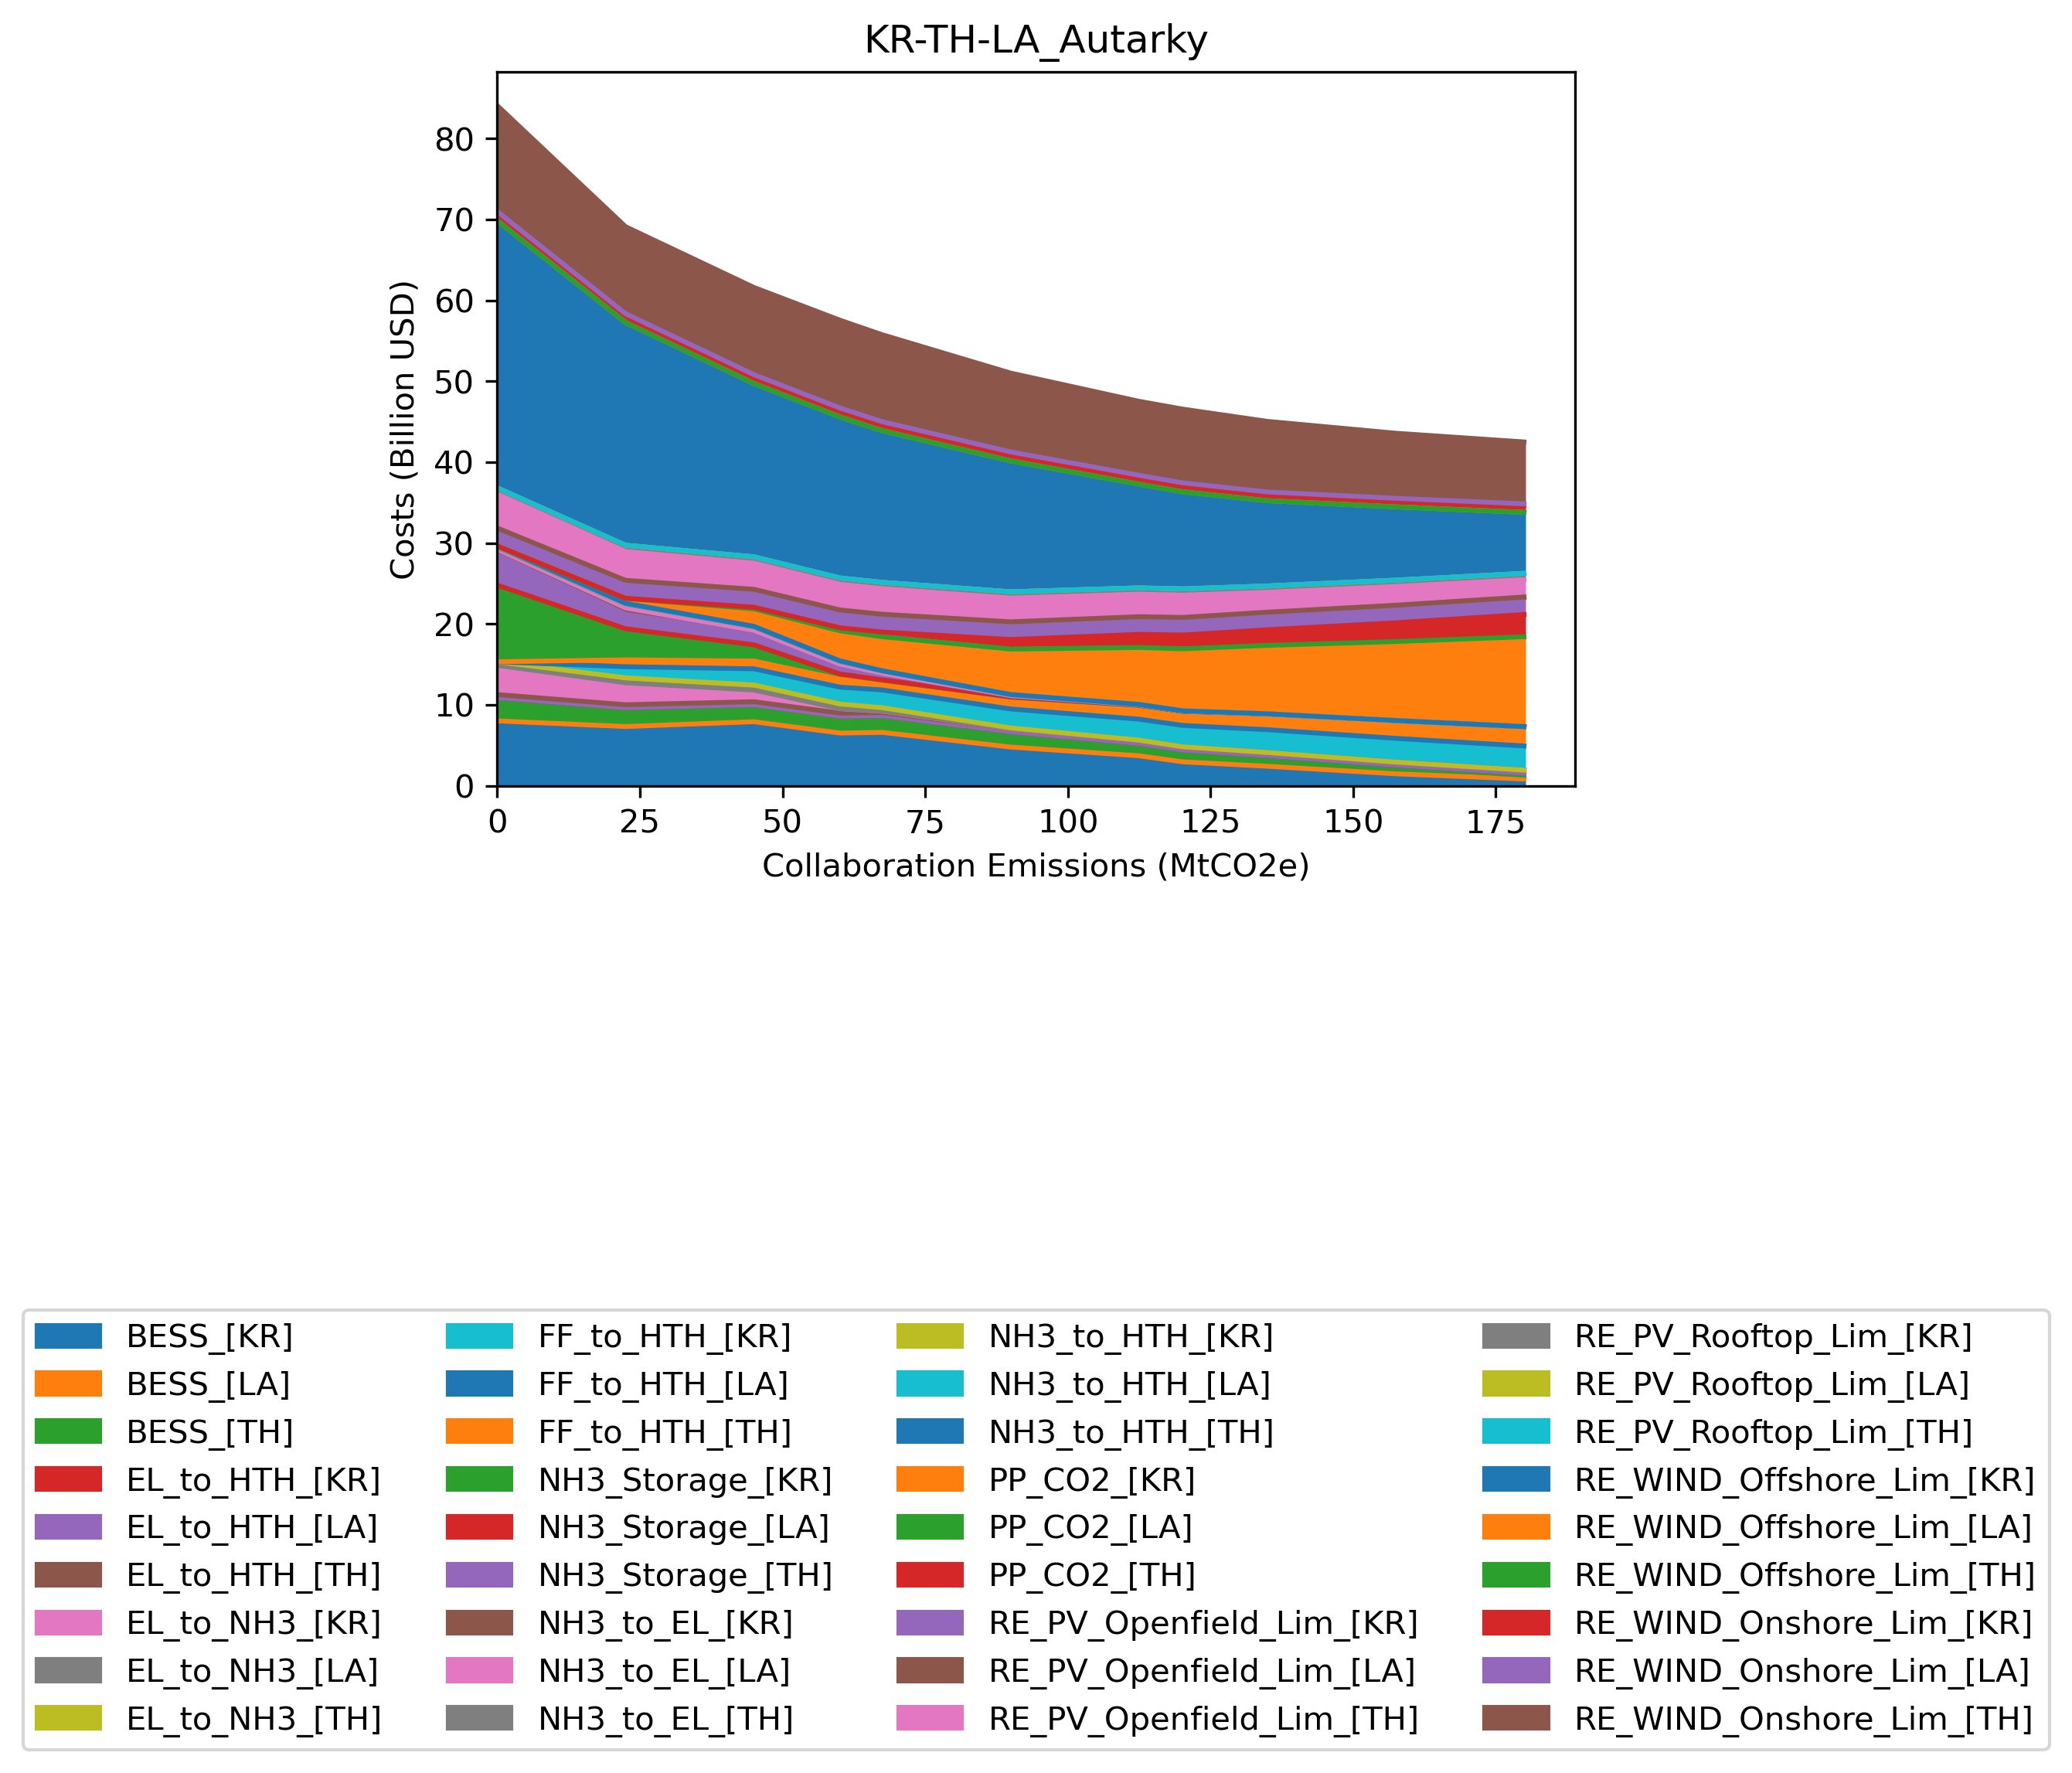 KR-TH-LA_Autarky
Costs (Billion USD)
80
70
60
50
40
30
20
10
0
0 25 50 75 100 125 150 175
Collaboration Emissions (MtCO2e)
BESS_[KR]
BESS_[LA]
BESS_[TH]
EL_to_HTH_[KR]
EL_to_HTH_[LA]
EL_to_HTH_[TH]
EL_to_NH3_[KR]
EL_to_NH3_[LA]
EL_to_NH3_[TH]
FF_to_HTH_[KR]
FF_to_HTH_[LA]
FF_to_HTH_[TH]
NH3_Storage_[KR]
NH3_Storage_[LA]
NH3_Storage_[TH]
NH3_to_EL_[KR]
NH3_to_EL_[LA]
NH3_to_EL_[TH]
NH3_to_HTH_[KR]
NH3_to_HTH_[LA]
NH3_to_HTH_[TH]
PP_CO2_[KR]
PP_CO2_[LA]
PP_CO2_[TH]
RE_PV_Openfield_Lim_[KR]
RE_PV_Openfield_Lim_[LA]
RE_PV_Openfield_Lim_[TH]
RE_PV_Rooftop_Lim_[KR]
RE_PV_Rooftop_Lim_[LA]
RE_PV_Rooftop_Lim_[TH]
RE_WIND_Offshore_Lim_[KR]
RE_WIND_Offshore_Lim_[LA]
RE_WIND_Offshore_Lim_[TH]
RE_WIND_Onshore_Lim_[KR]
RE_WIND_Onshore_Lim_[LA]
RE_WIND_Onshore_Lim_[TH]